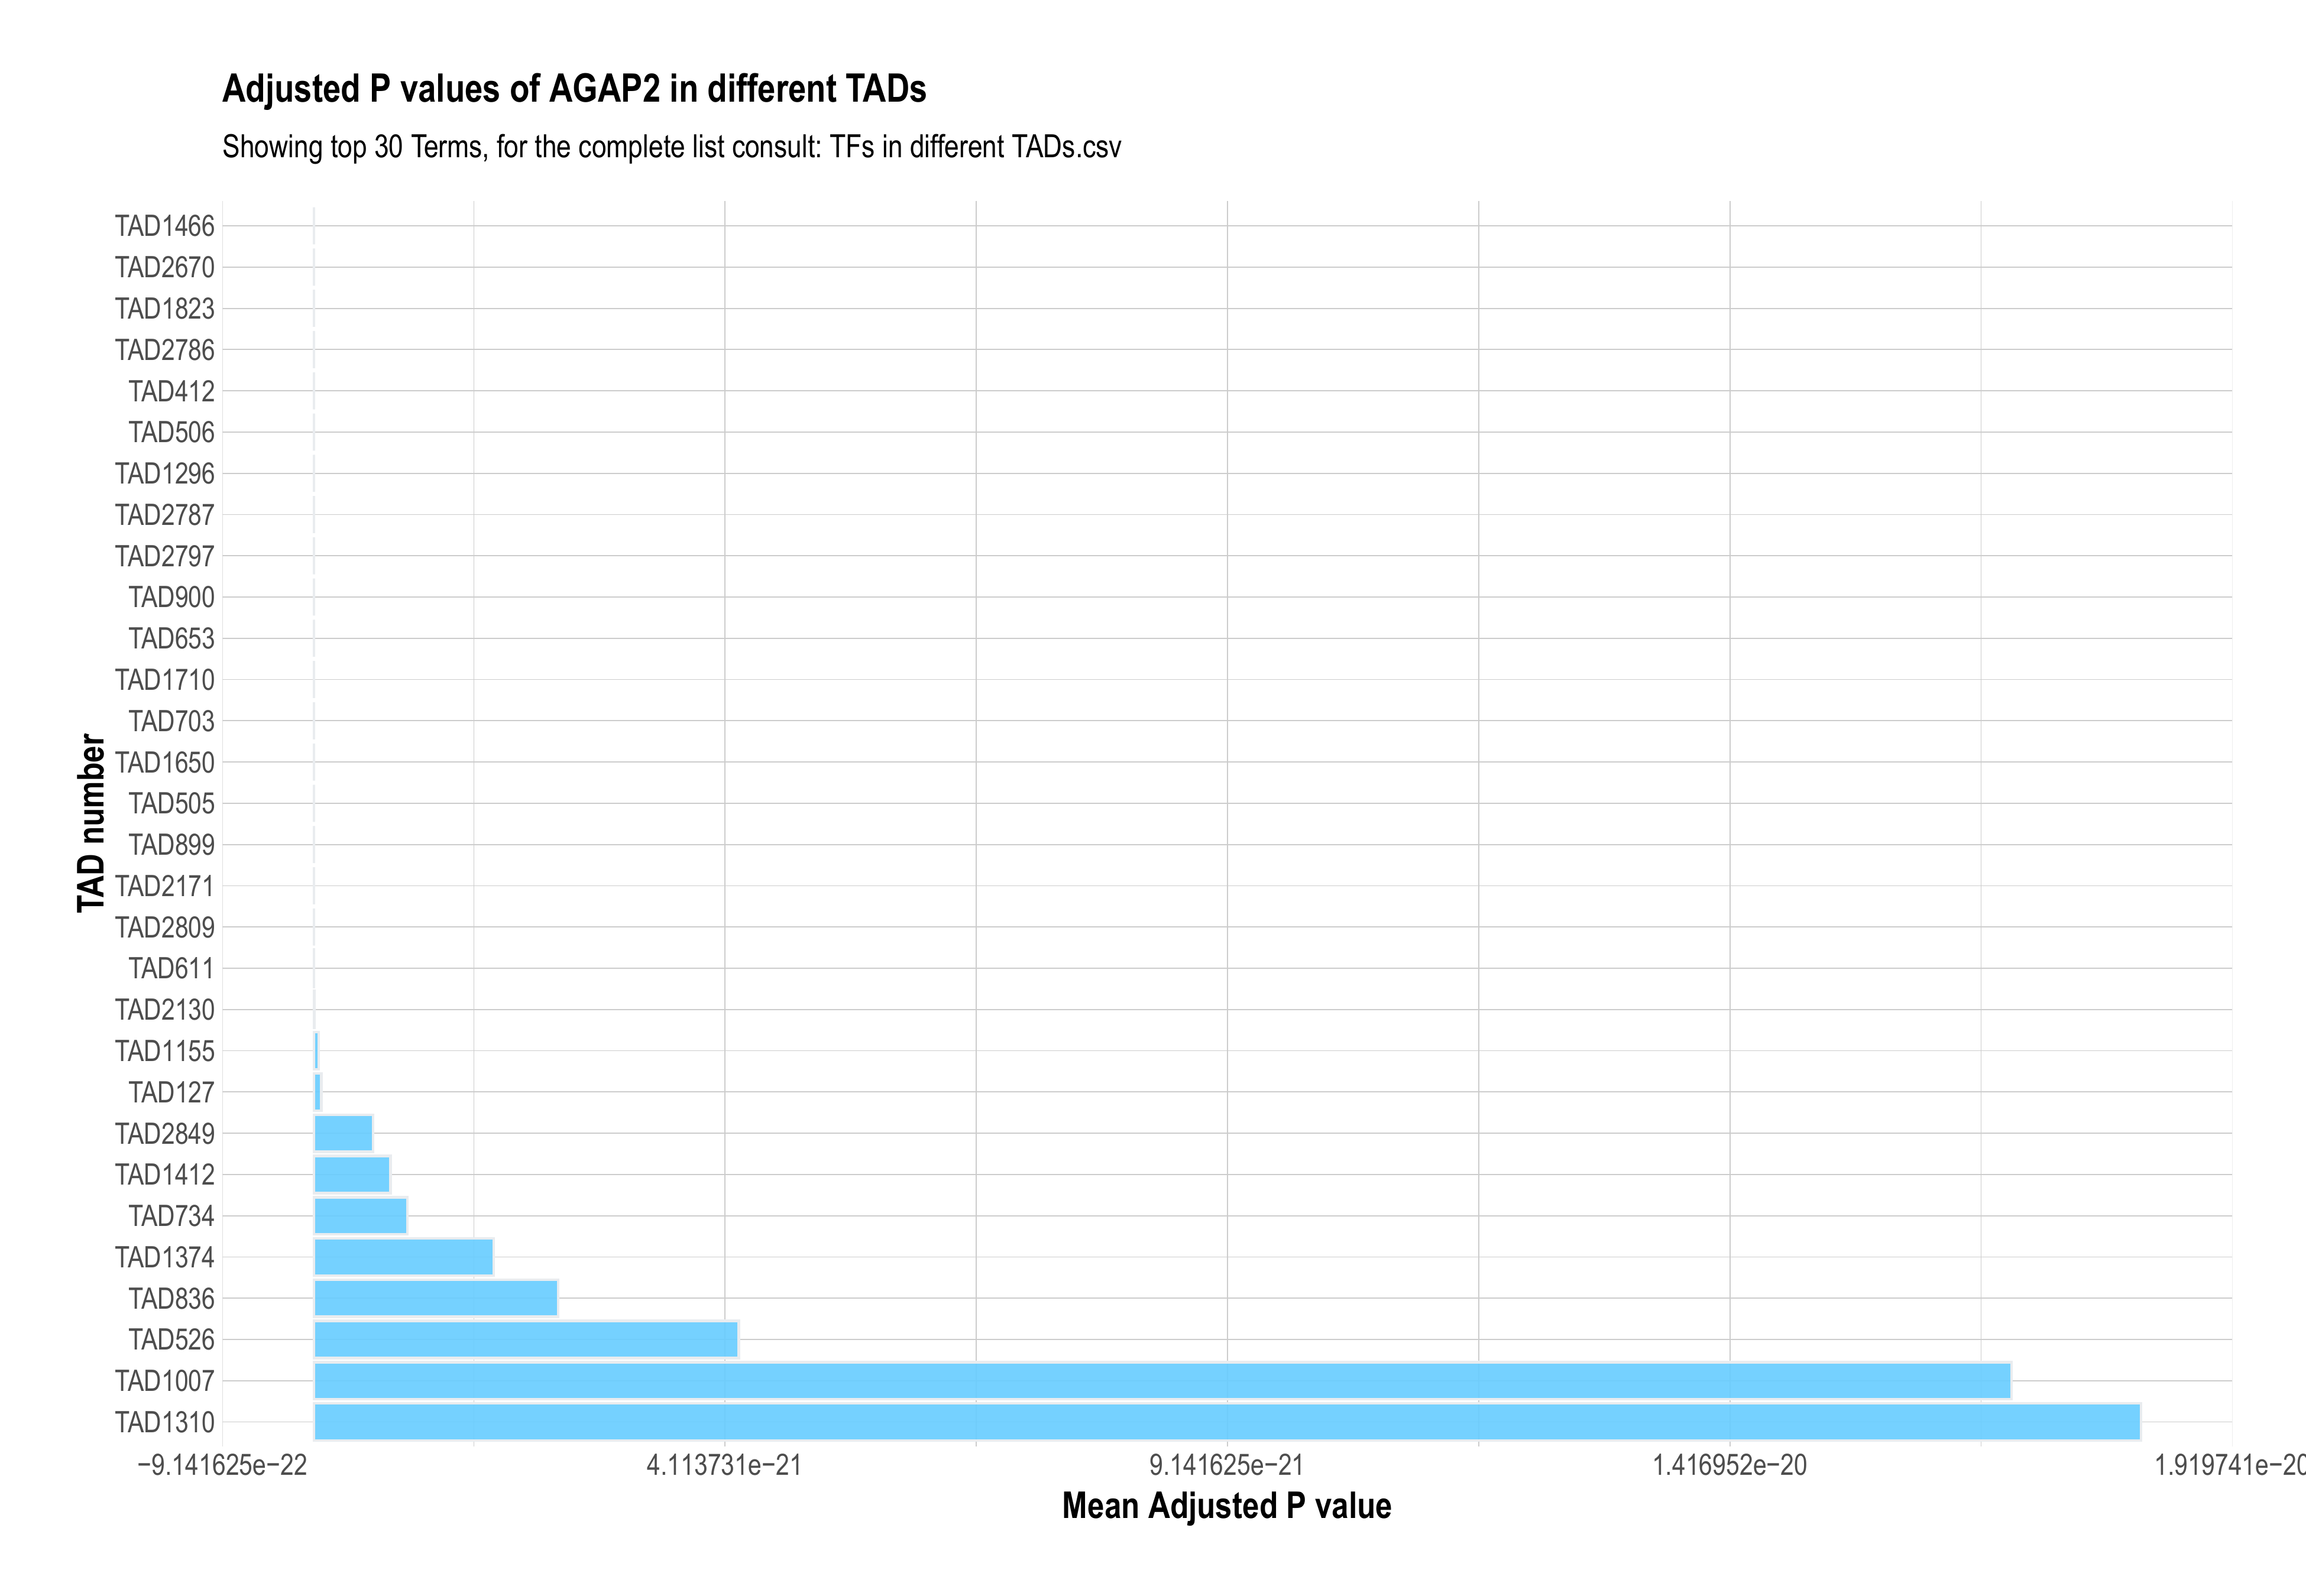 Adjusted P values of AGAP2 in different TADs
Showing top 30 Terms, for the complete list consult: TFs in different TADs.csv
TAD number
TAD1466
TAD2670
TAD1823
TAD2786
TAD412
TAD506
TAD1296
TAD2787
TAD2797
TAD900
TAD653
TAD1710
TAD703
TAD1650
TAD505
TAD899
TAD2171
TAD2809
TAD611
TAD2130
TAD1155
TAD127
TAD2849
TAD1412
TAD734
TAD1374
TAD836
TAD526
TAD1007
TAD1310
−9.141625e−22 4.113731e−21 9.141625e−21 1.416952e−20 1.919741e−20
Mean Adjusted P value